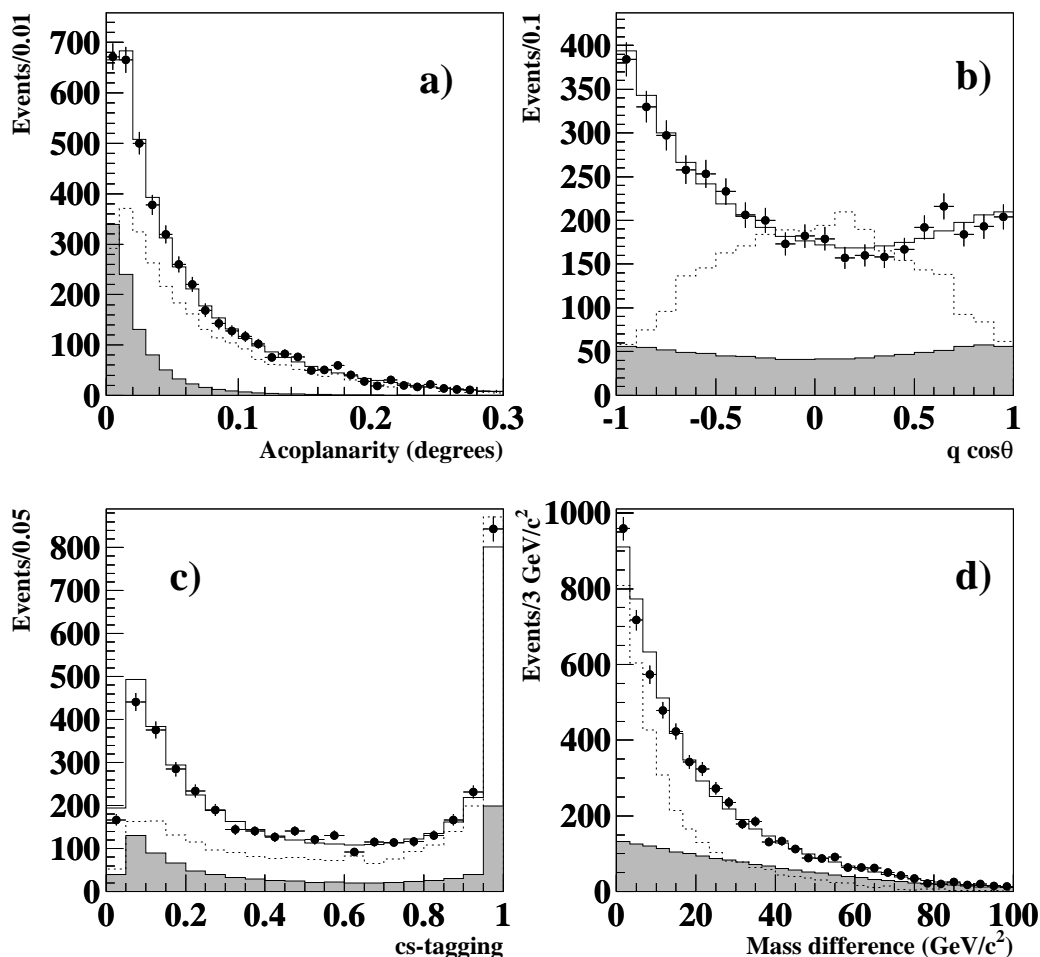 Events/0.01
700
600
500
400
300
200
100
0
a)
0 0.1 0.2 0.3
Acoplanarity (degrees)
Events/0.1
400
350
300
250
200
150
100
50
0
b)
-1 -0.5 0 0.5 1
q cosθ
Events/0.05
800
700
600
500
400
300
200
100
0
c)
0 0.2 0.4 0.6 0.8 1
cs-tagging
Events/3 GeV/c²
1000
800
600
400
200
0
d)
0 20 40 60 80 100
Mass difference (GeV/c²)